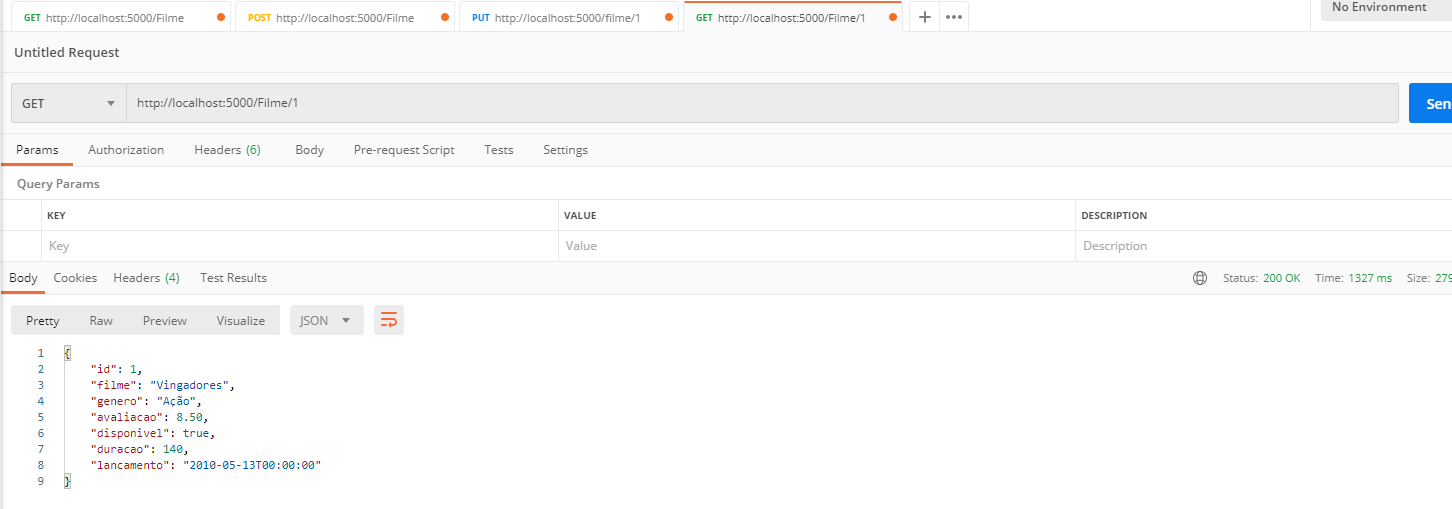 GET http://localhost:5000/Filme POST http://localhost:5000/Filme PUT http://localhost:5000/filme/1 GET http://localhost:5000/Filme/1 + ••• No Environment
Untitled Request
GET http://localhost:5000/Filme/1 Sen
Params Authorization Headers (6) Body Pre-request Script Tests Settings
Query Params
KEY VALUE DESCRIPTION
Key Value Description
Body Cookies Headers (4) Test Results Status: 200 OK Time: 1327 ms Size: 279
Pretty Raw Preview Visualize JSON
1 {
2 "id": 1,
3 "filme": "Vingadores",
4 "genero": "Ação",
5 "avaliacao": 8.50,
6 "disponivel": true,
7 "duracao": 140,
8 "lancamento": "2010-05-13T00:00:00"
9 }